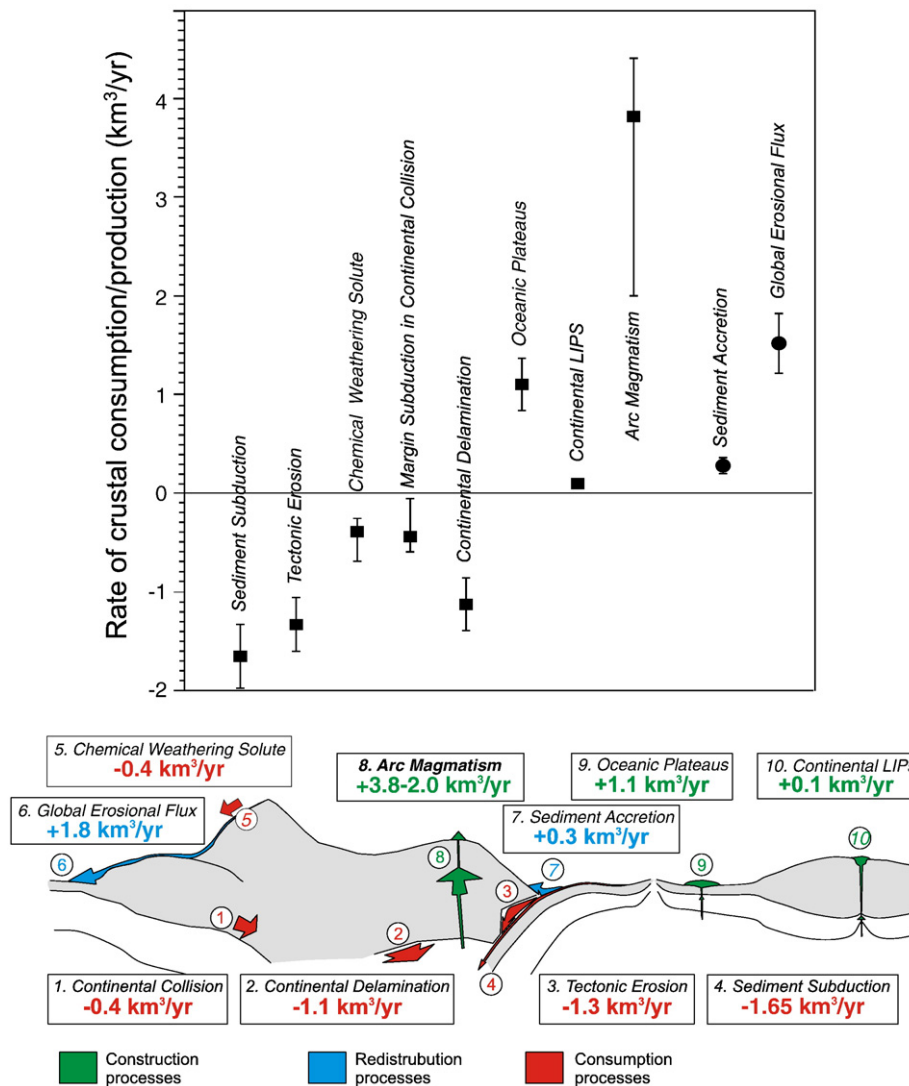 Rate of crustal consumption/production (km³/yr)
4
3
2
1
0
-1
-2
Sediment Subduction
Tectonic Erosion
Chemical Weathering Solute
Margin Subduction in Continental Collision
Continental Delamination
Oceanic Plateaus
Continental LIPS
Arc Magmatism
Sediment Accretion
Global Erosional Flux
5. Chemical Weathering Solute
-0.4 km³/yr
8. Arc Magmatism
+3.8-2.0 km³/yr
9. Oceanic Plateaus
+1.1 km³/yr
10. Continental LIPS
+0.1 km³/yr
6. Global Erosional Flux
+1.8 km³/yr
7. Sediment Accretion
+0.3 km³/yr
5
6
8
7
9
10
3
1
2
4
1. Continental Collision
-0.4 km³/yr
2. Continental Delamination
-1.1 km³/yr
3. Tectonic Erosion
-1.3 km³/yr
4. Sediment Subduction
-1.65 km³/yr
Construction
processes
Redistrubution
processes
Consumption
processes